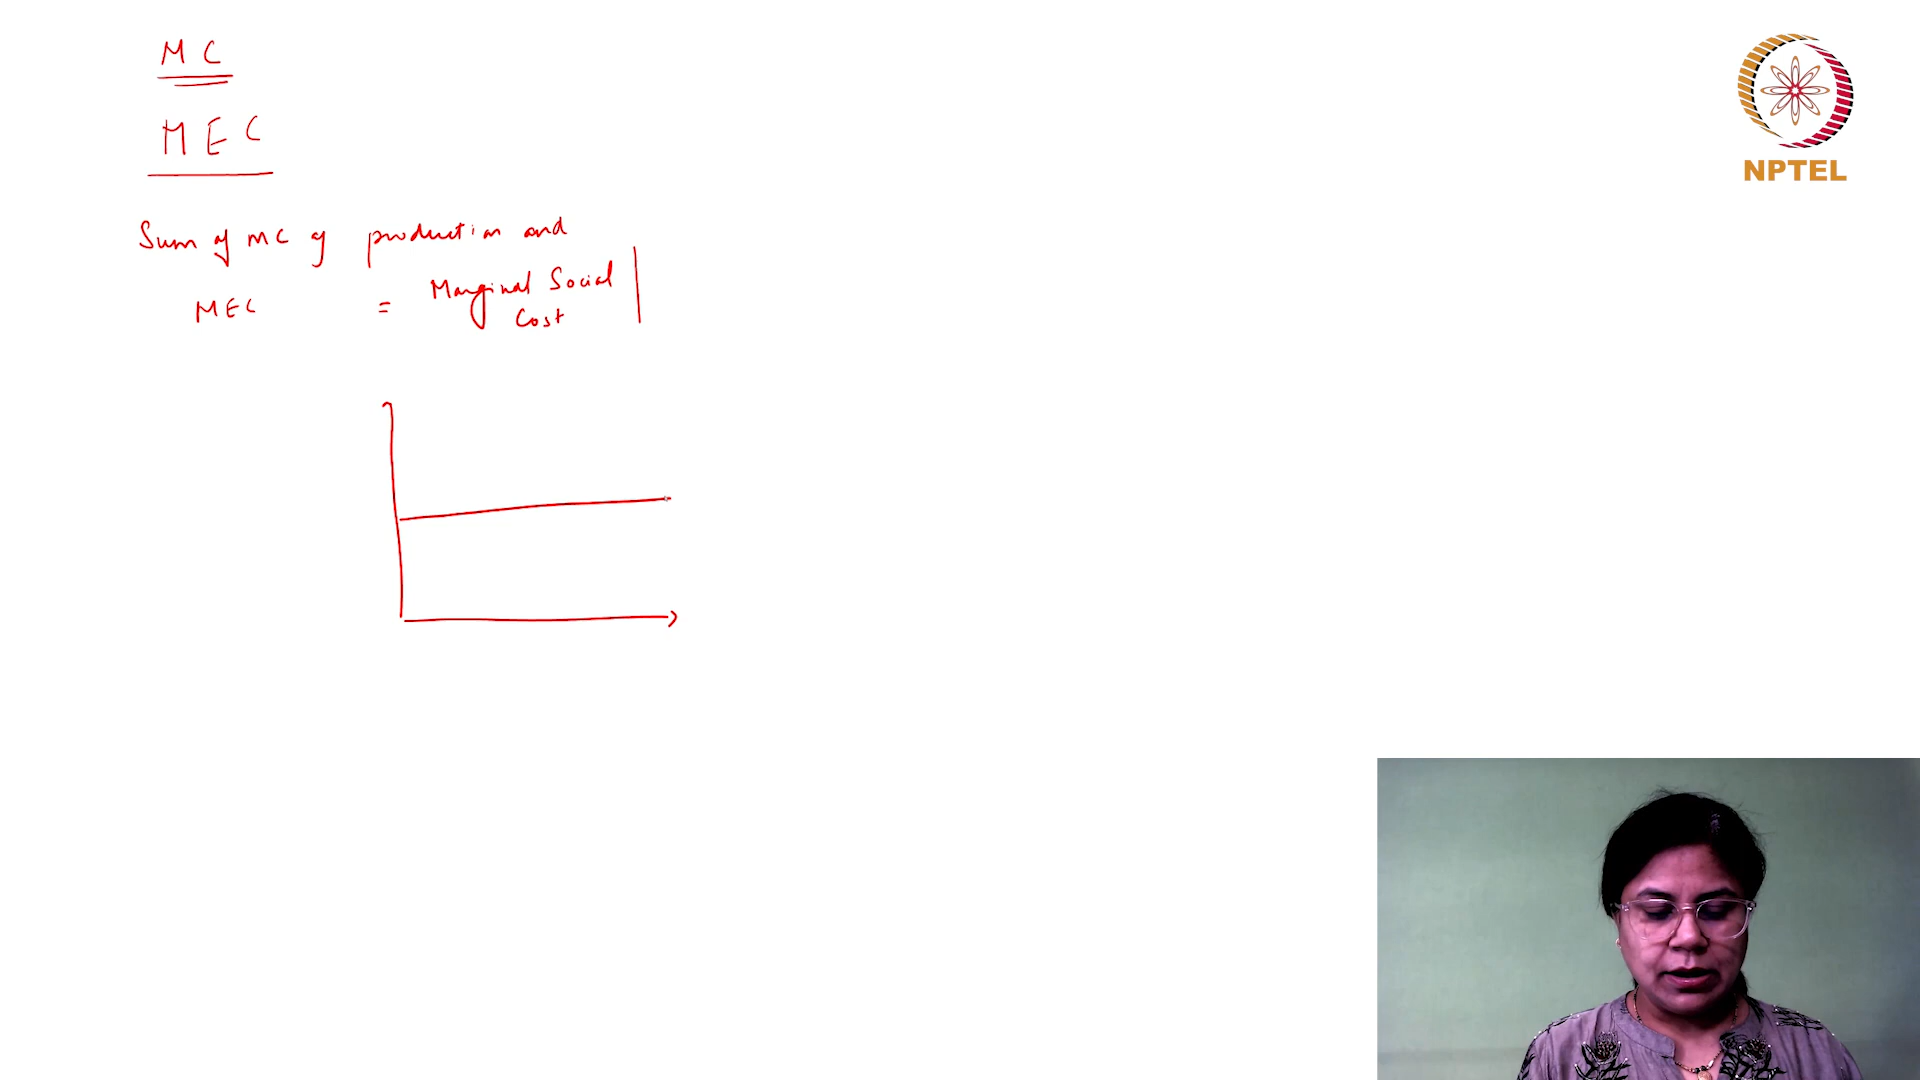 MC
MEC
Sum of MC of production and
MEC = Marginal Social
Cost
NPTEL